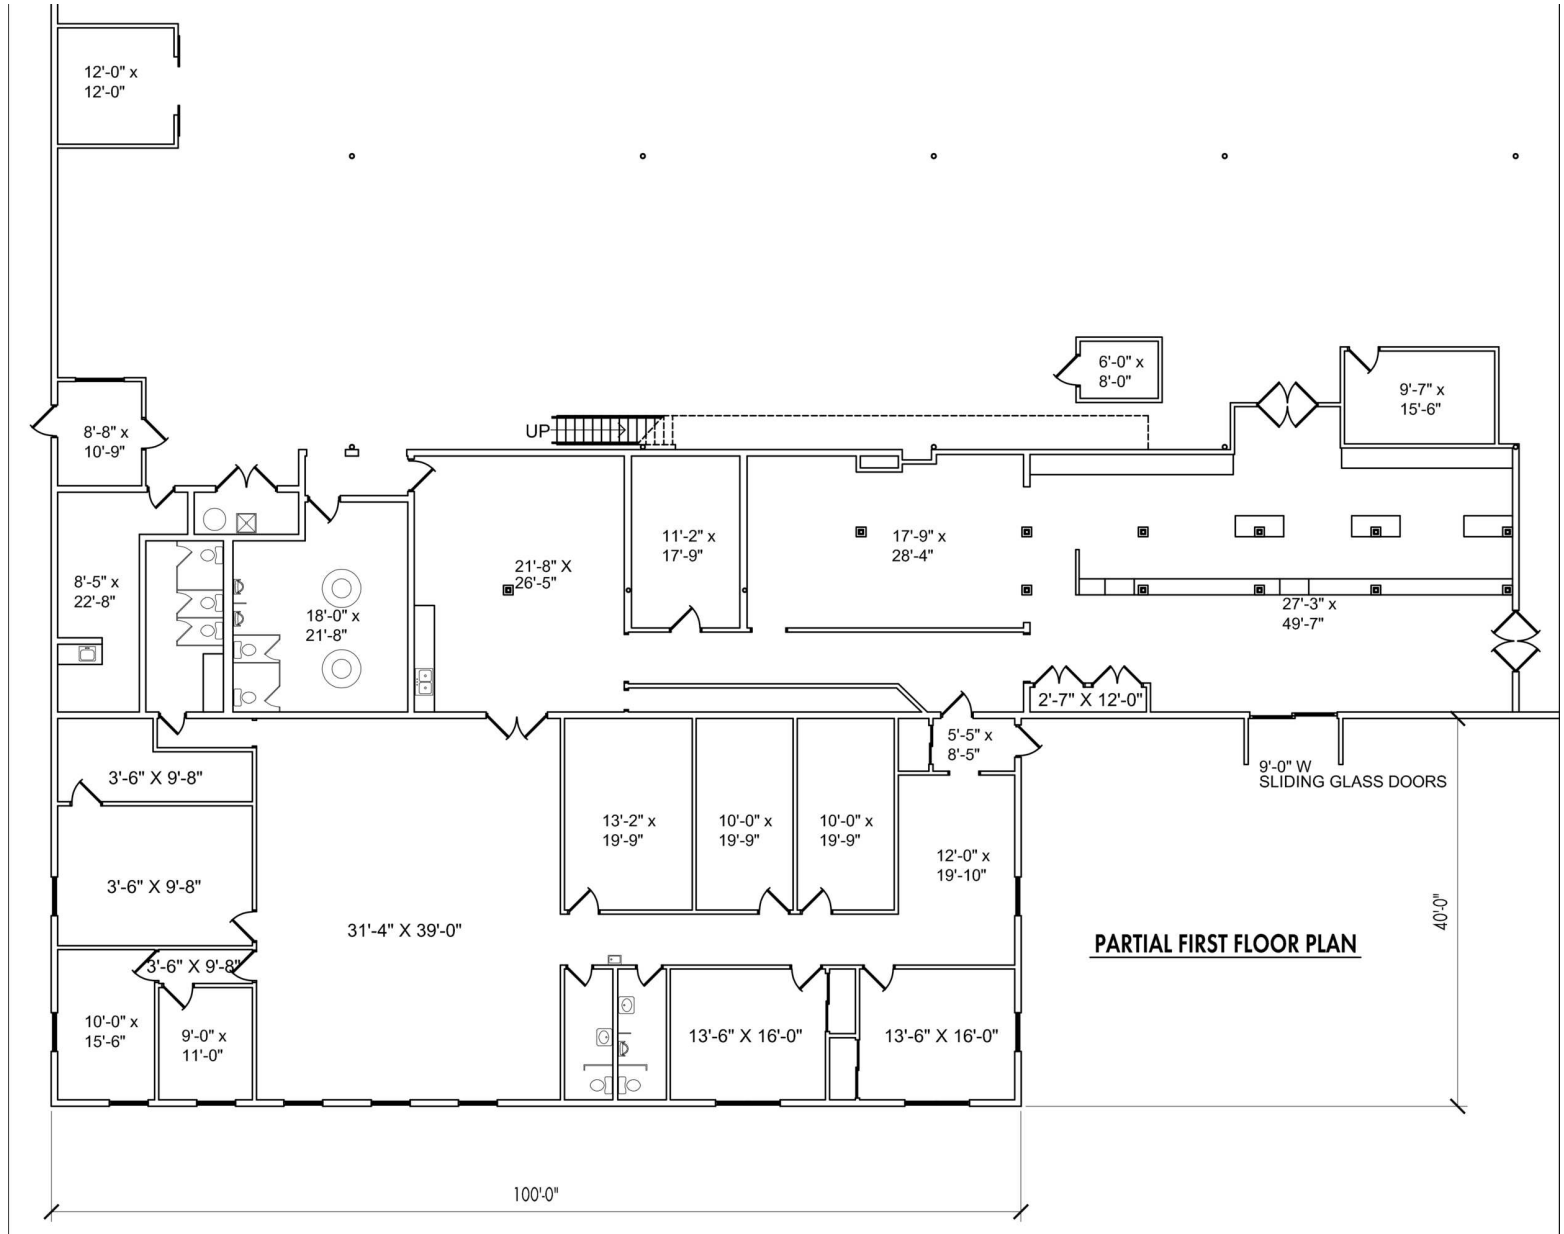 12'-0" x
12'-0"
6'-0" x
8'-0"
9'-7" x
15'-6"
8'-8" x
10'-9"
UP
11'-2" x
17'-9"
17'-9" x
28'-4"
21'-8" X
26'-5"
8'-5" x
22'-8"
18'-0" x
21'-8"
27'-3" x
49'-7"
2'-7" X 12'-0"
5'-5" x
8'-5"
9'-0" W
SLIDING GLASS DOORS
3'-6" X 9'-8"
13'-2" x
19'-9"
10'-0" x
19'-9"
10'-0" x
19'-9"
12'-0" x
19'-10"
3'-6" X 9'-8"
31'-4" X 39'-0"
40'-0"
PARTIAL FIRST FLOOR PLAN
3'-6" X 9'-8"
10'-0" x
15'-6"
9'-0" x
11'-0"
13'-6" X 16'-0"
13'-6" X 16'-0"
100'-0"